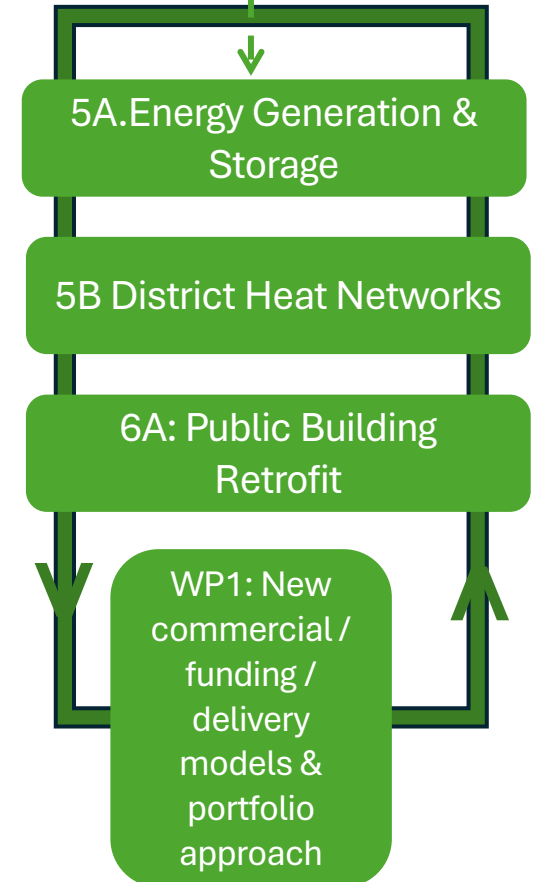 5A.Energy Generation &
Storage
5B District Heat Networks
6A: Public Building
Retrofit
WP1: New
commercial /
funding /
delivery
models &
portfolio
approach